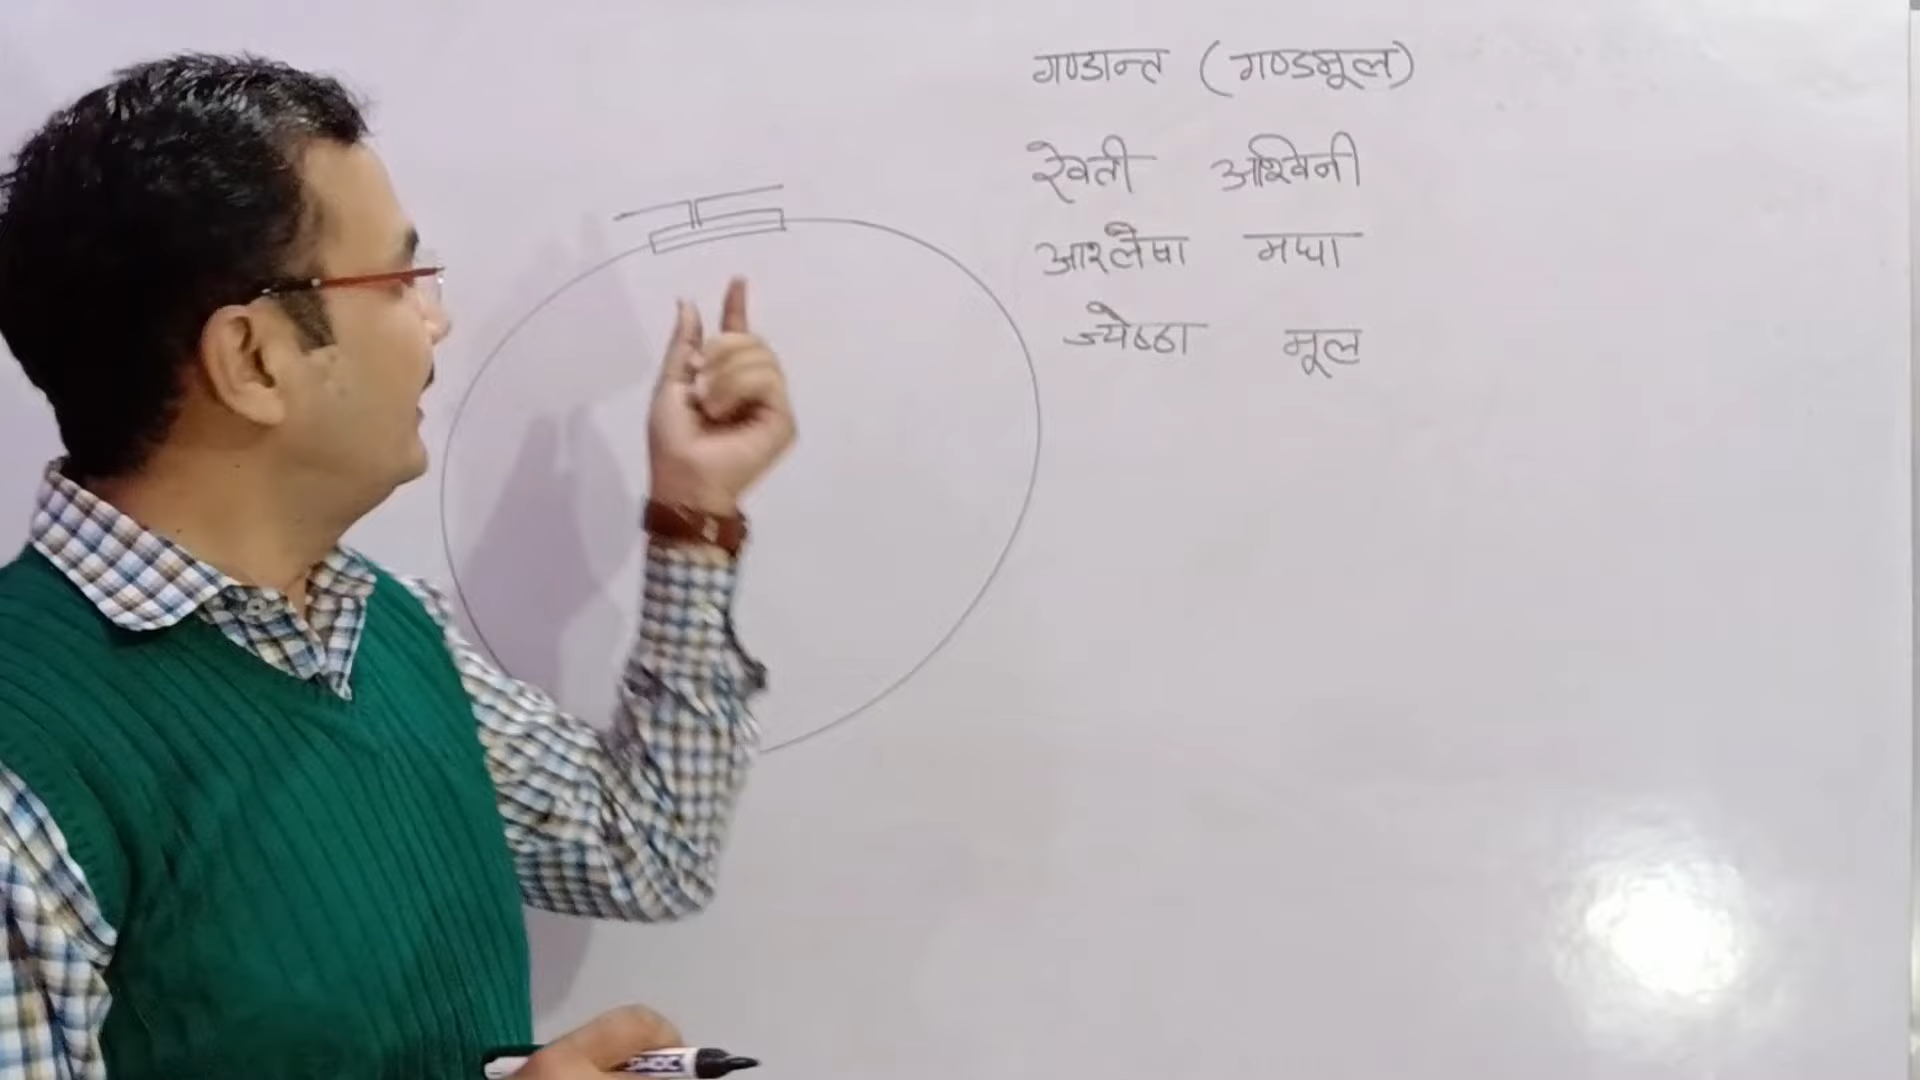 गण्डान्त (गण्डमूल)
रेवती अश्विनी
आश्लेषा मघा
ज्येष्ठा मूल